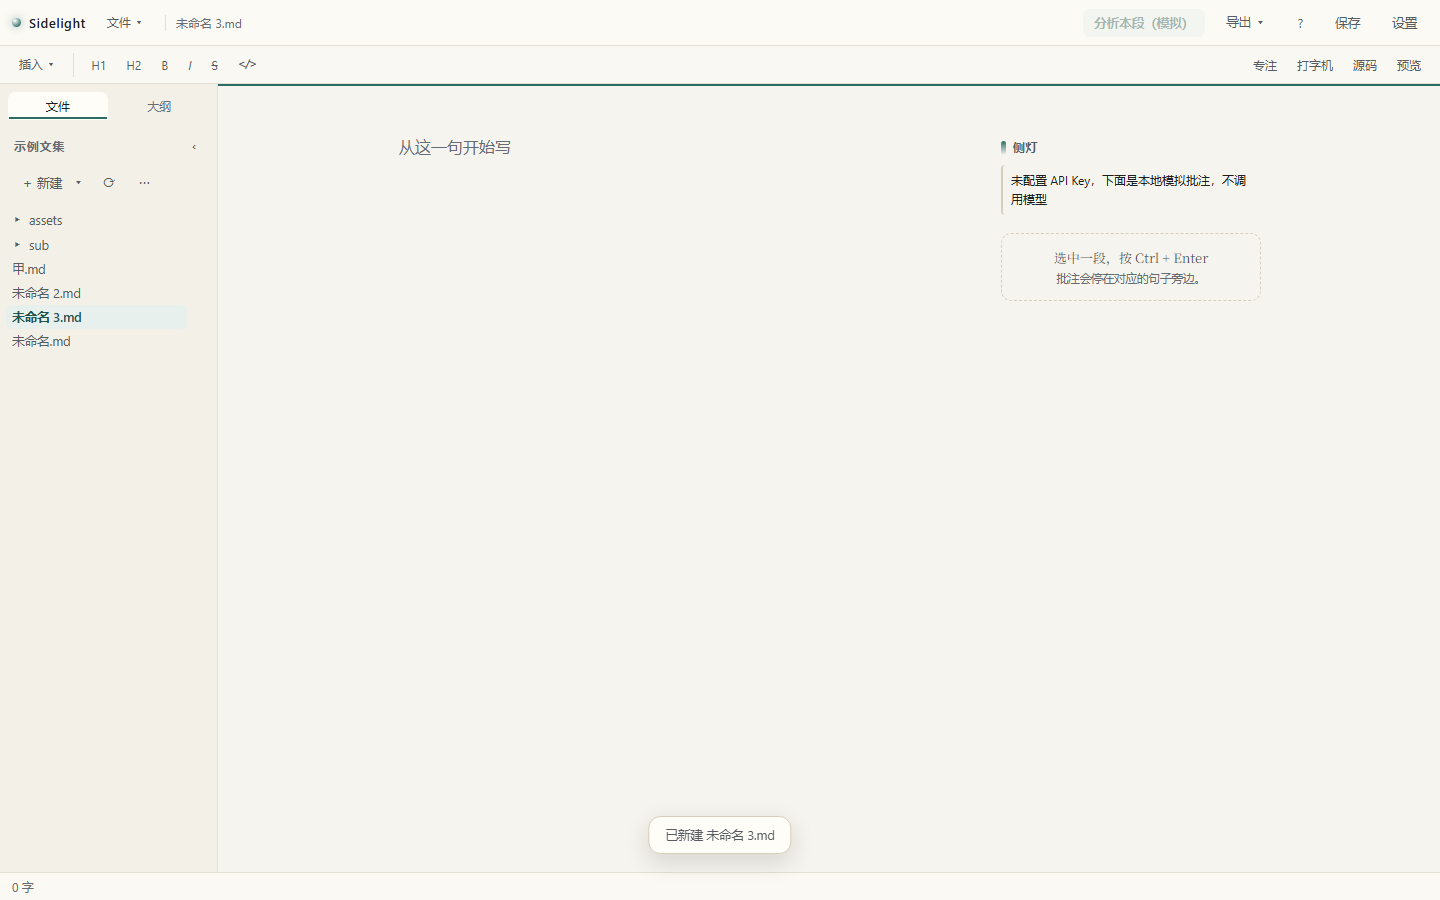 Sidelight 文件 未命名 3.md 分析本段（模拟） 导出 ? 保存 设置
插入 H1 H2 B I S </> 专注 打字机 源码 预览
文件 大纲
示例文集
+ 新建 ...
assets
sub
甲.md
未命名 2.md
未命名 3.md
未命名.md
从这一句开始写
侧灯
未配置 API Key，下面是本地模拟批注，不调
用模型
选中一段，按 Ctrl + Enter
批注会停在对应的句子旁边。
已新建 未命名 3.md
0 字